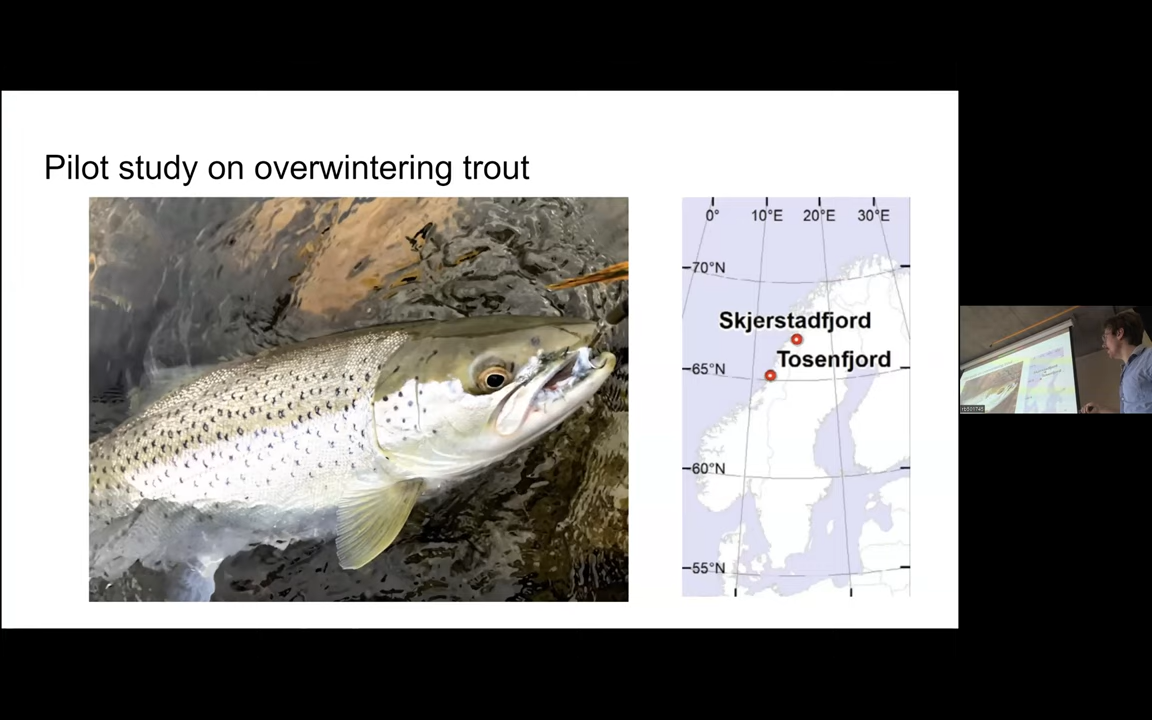 Pilot study on overwintering trout
0° 10°E 20°E 30°E
70°N
Skjerstadfjord
Tosenfjord
65°N
60°N
55°N